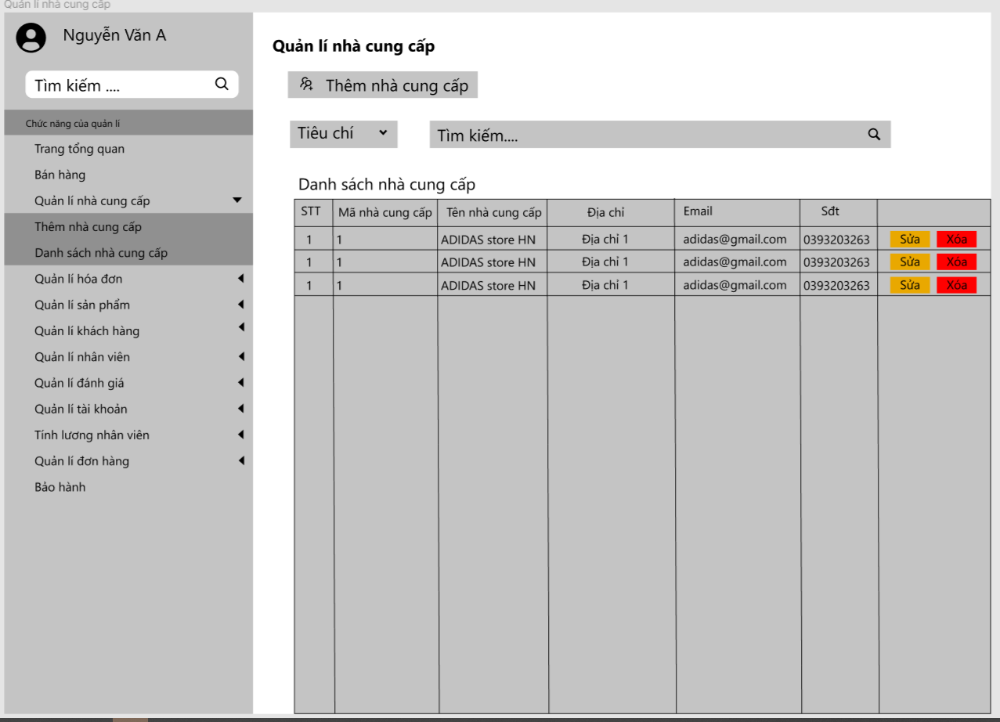 Quản lí nhà cung cấp
Nguyễn Văn A
Tìm kiếm ....
Chức năng của quản lí
Trang tổng quan
Bán hàng
Quản lí nhà cung cấp
Thêm nhà cung cấp
Danh sách nhà cung cấp
Quản lí hóa đơn
Quản lí sản phẩm
Quản lí khách hàng
Quản lí nhân viên
Quản lí đánh giá
Quản lí tài khoản
Tính lương nhân viên
Quản lí đơn hàng
Bảo hành
Quản lí nhà cung cấp
Thêm nhà cung cấp
Tiêu chí Tìm kiếm....
Danh sách nhà cung cấp
STT Mã nhà cung cấp Tên nhà cung cấp Địa chỉ Email Sđt
1 1 ADIDAS store HN Địa chỉ 1 adidas@gmail.com 0393203263 Sửa Xóa
1 1 ADIDAS store HN Địa chỉ 1 adidas@gmail.com 0393203263 Sửa Xóa
1 1 ADIDAS store HN Địa chỉ 1 adidas@gmail.com 0393203263 Sửa Xóa